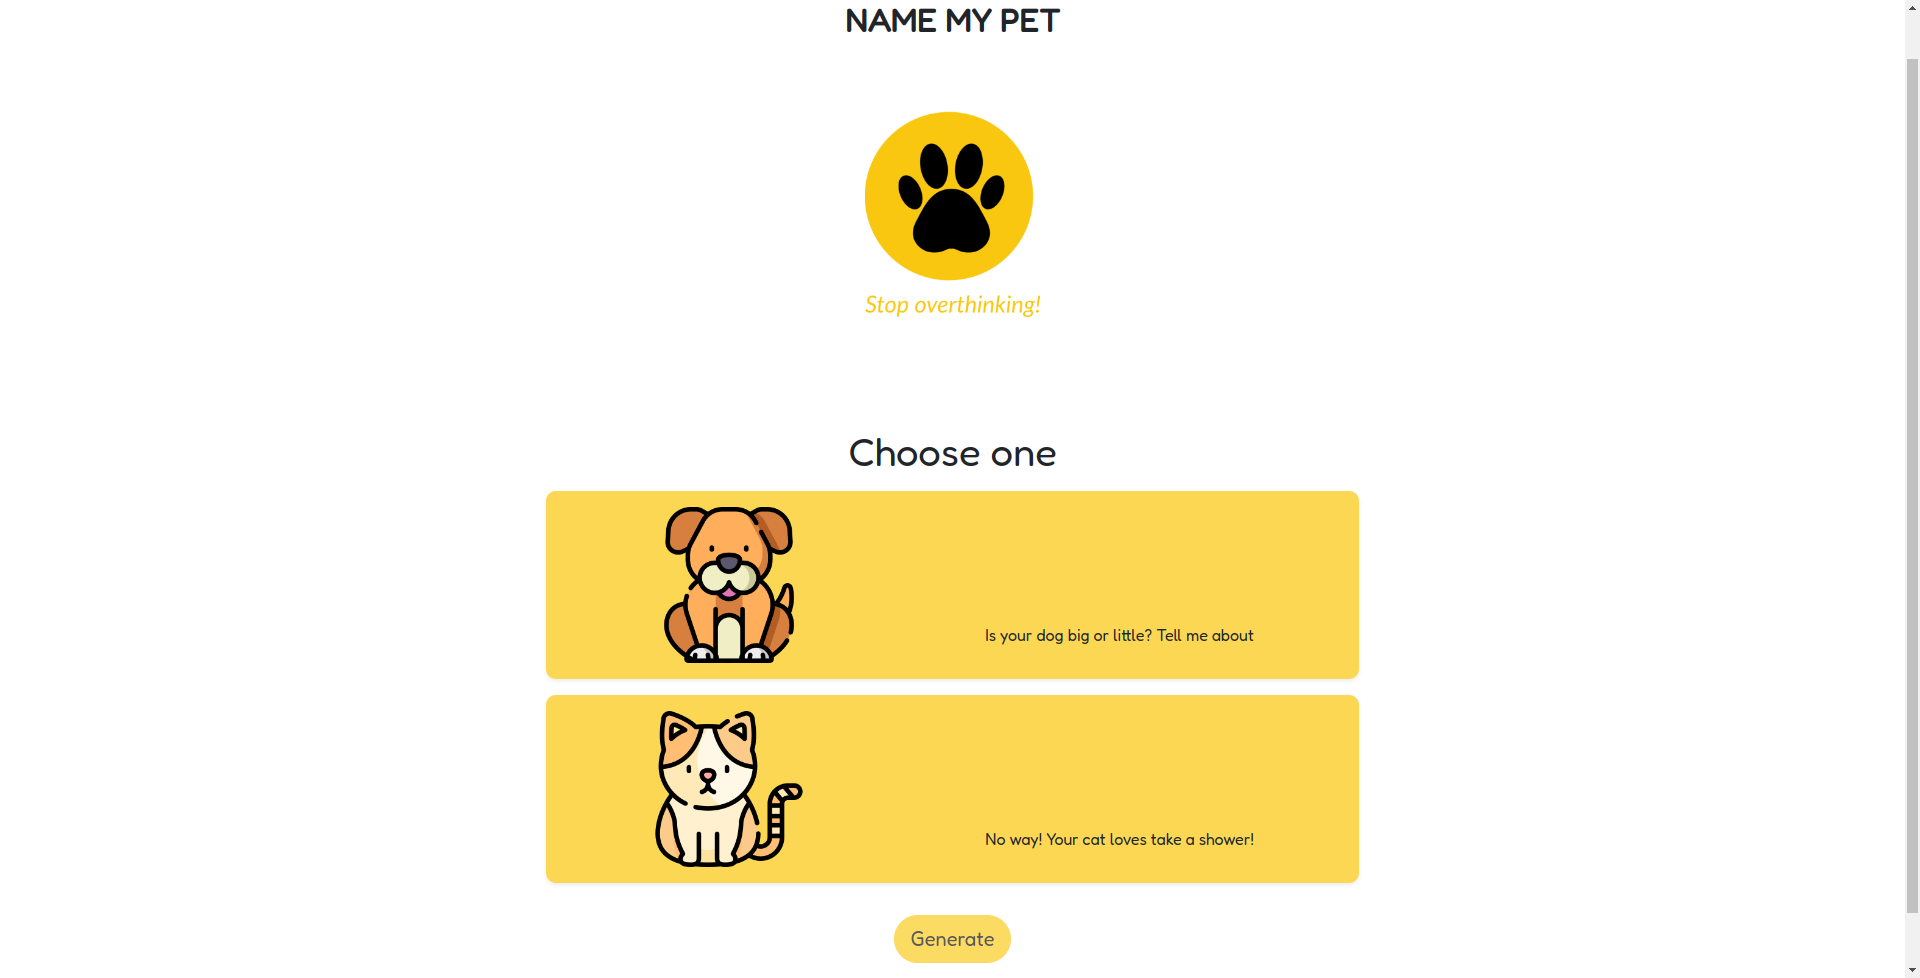 NAME MY PET
Stop overthinking!
Choose one
Is your dog big or little? Tell me about
No way! Your cat loves take a shower!
Generate